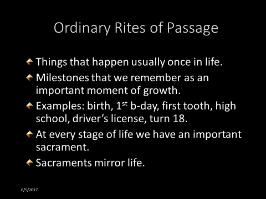 Ordinary Rites of Passage
Things that happen usually once in life.
Milestones that we remember as an
important moment of growth.
Examples: birth, 1st b-day, first tooth, high
school, driver's license, turn 18.
At every stage of life we have an important
sacrament.
Sacraments mirror life.